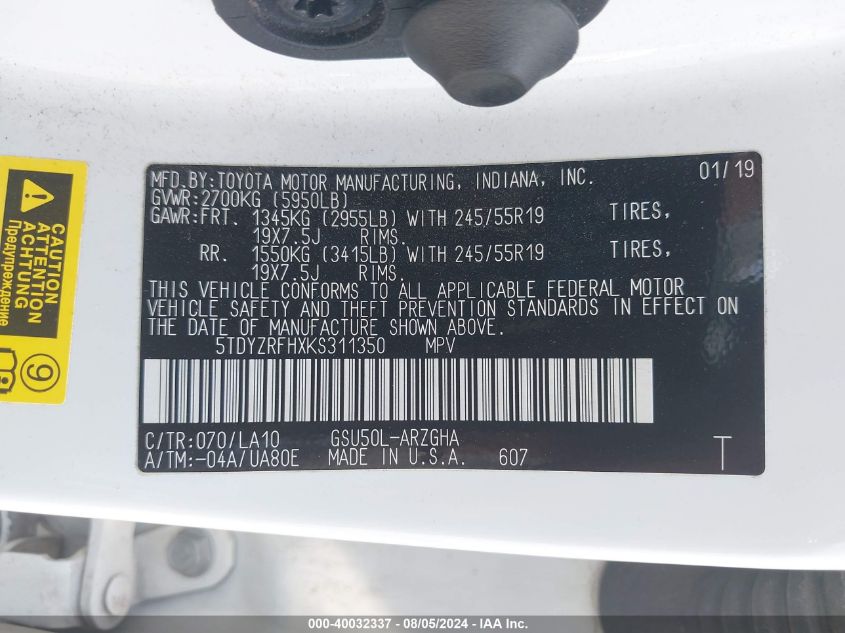 MFD.BY:TOYOTA MOTOR MANUFACTURING, INDIANA, INC. 01/19
GVWR:2700KG (5950LB)
GAWR:FRT. 1345KG (2955LB) WITH 245/55R19 TIRES,
19X7.5J RIMS.
RR. 1550KG (3415LB) WITH 245/55R19 TIRES,
19X7.5J RIMS.
THIS VEHICLE CONFORMS TO ALL APPLICABLE FEDERAL MOTOR
VEHICLE SAFETY AND THEFT PREVENTION STANDARDS IN EFFECT ON
THE DATE OF MANUFACTURE SHOWN ABOVE.
5TDYZRFHXKS311350 MPV
C/TR:070/LA10 GSU50L-ARZGHA
A/TM:-04A/UA80E MADE IN U.S.A. 607 T
CAUTION
ATTENTION
ACHTUNG
Предупреждение
9
000-40032337 - 08/05/2024 - IAA Inc.